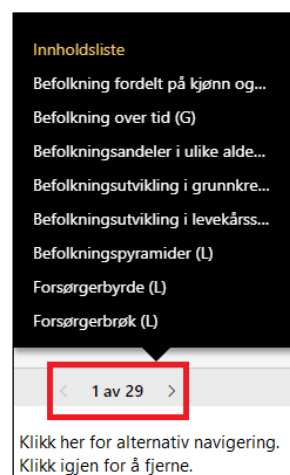 Innholdsliste
Befolkning fordelt på kjønn og...
Befolkning over tid (G)
Befolkningsandeler i ulike alde...
Befolkningsutvikling i grunnkre...
Befolkningsutvikling i levekårss...
Befolkningspyramider (L)
Forsørgerbyrde (L)
Forsørgerbrøk (L)
< 1 av 29 >
Klikk her for alternativ navigering.
Klikk igjen for å fjerne.